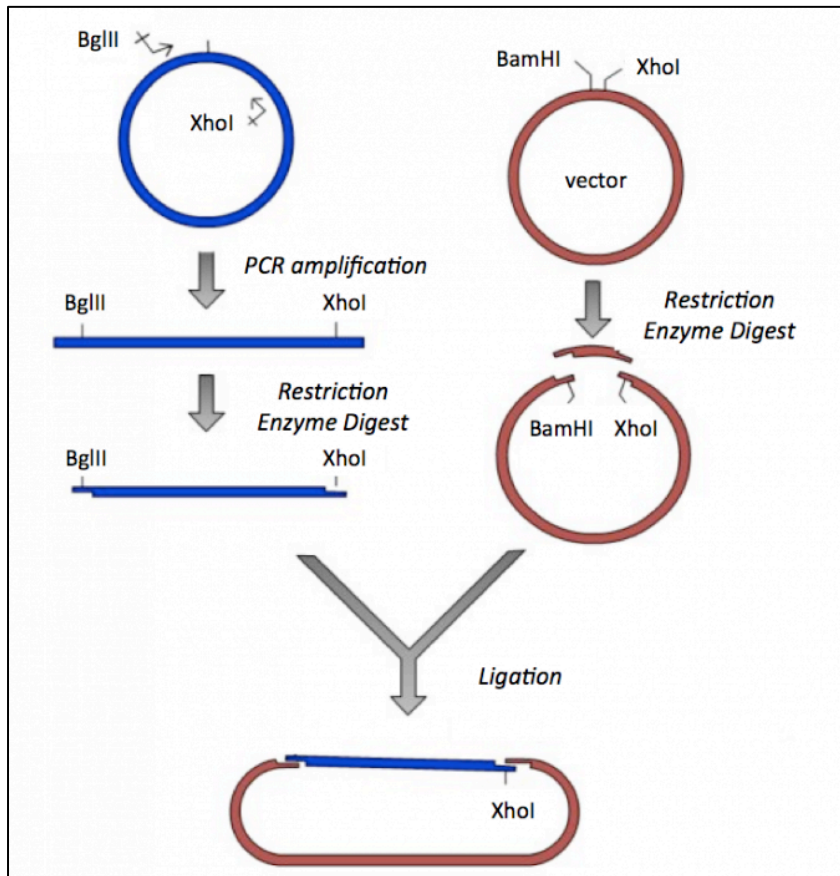 BglII
BamHI
XhoI
XhoI
vector
PCR amplification
BglII
XhoI
Restriction
Enzyme Digest
Restriction
Enzyme Digest
BamHI
XhoI
BglII
XhoI
Ligation
XhoI